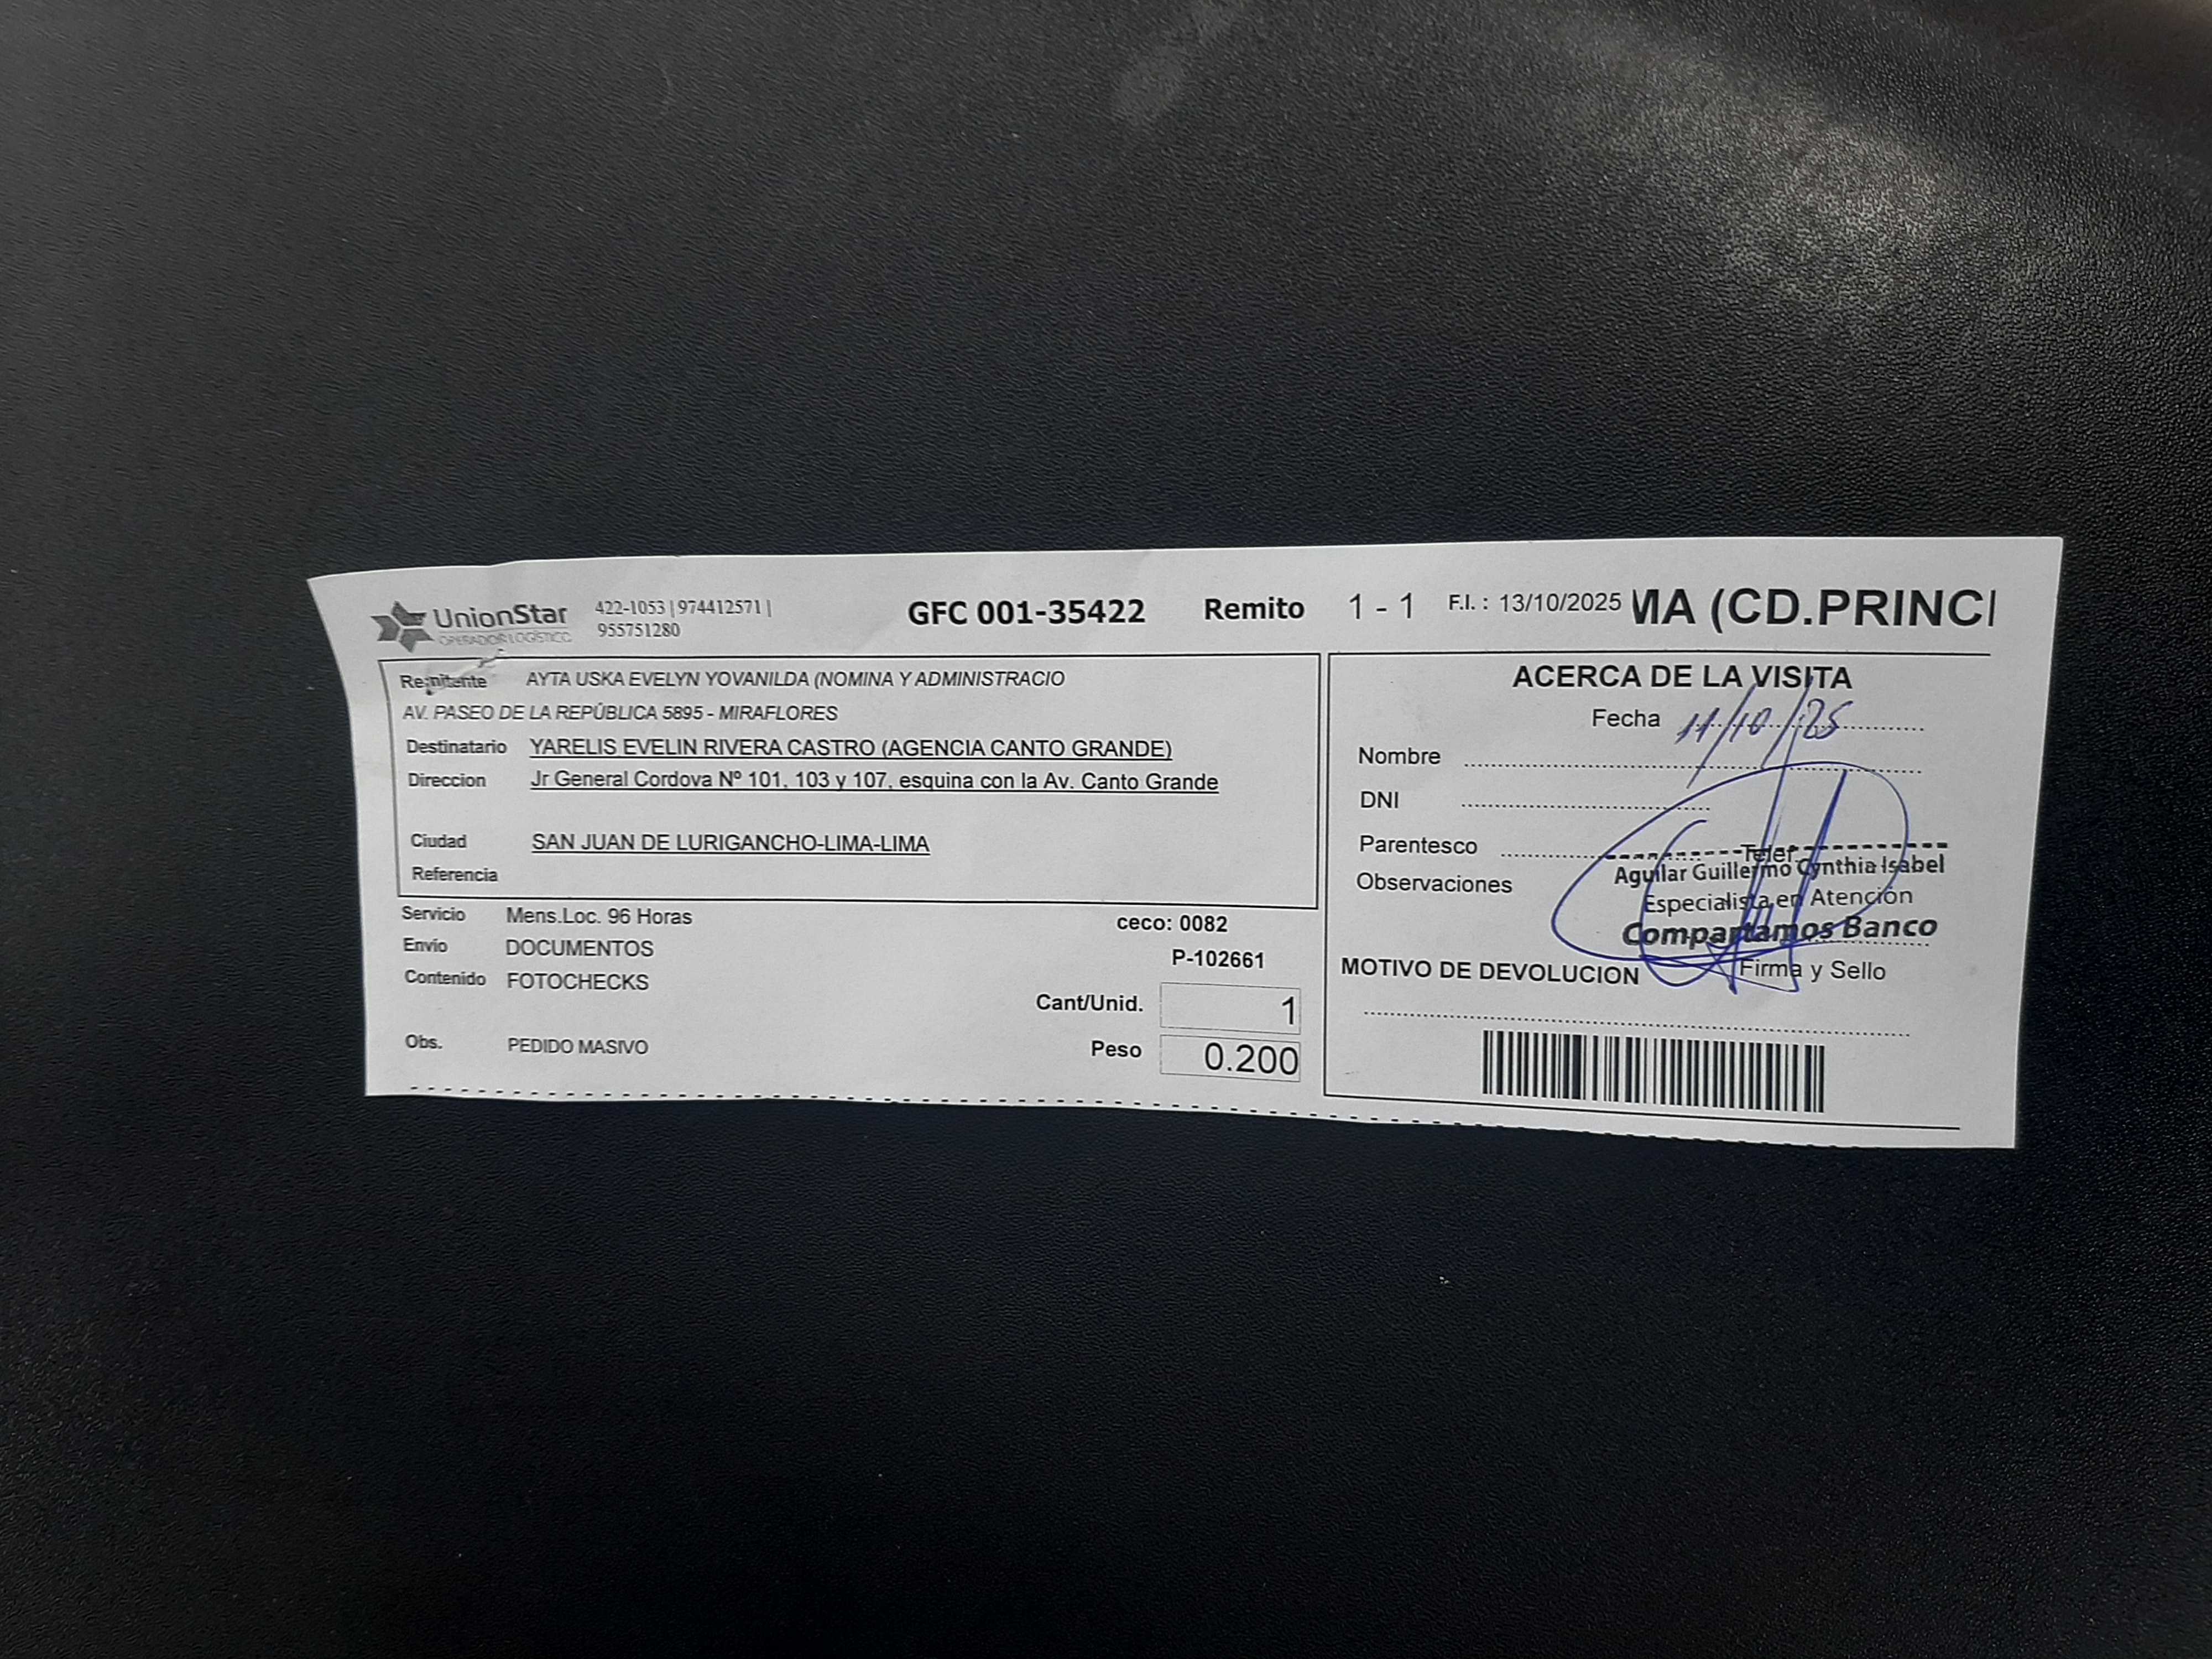 UnionStar
OPERADOR LOGÍSTICO
422-1053 | 974412571 |
955751280
GFC 001-35422 Remito 1 - 1 F.I. : 13/10/2025 MA (CD.PRINCI
Remitente AYTA USKA EVELYN YOVANILDA (NOMINA Y ADMINISTRACIO
AV. PASEO DE LA REPÚBLICA 5895 - MIRAFLORES
Destinatario YARELIS EVELIN RIVERA CASTRO (AGENCIA CANTO GRANDE)
Direccion Jr General Cordova Nº 101, 103 y 107, esquina con la Av. Canto Grande
Ciudad SAN JUAN DE LURIGANCHO-LIMA-LIMA
Referencia
Servicio Mens.Loc. 96 Horas ceco: 0082
Envío DOCUMENTOS P-102661
Contenido FOTOCHECKS
Cant/Unid. 1
Obs. PEDIDO MASIVO Peso 0.200
ACERCA DE LA VISITA
Fecha 11/10/25
Nombre
DNI
Parentesco Telef
Observaciones
Aguilar Guillermo Cynthia Isabel
Especialista en Atención
Compartamos Banco
MOTIVO DE DEVOLUCION Firma y Sello